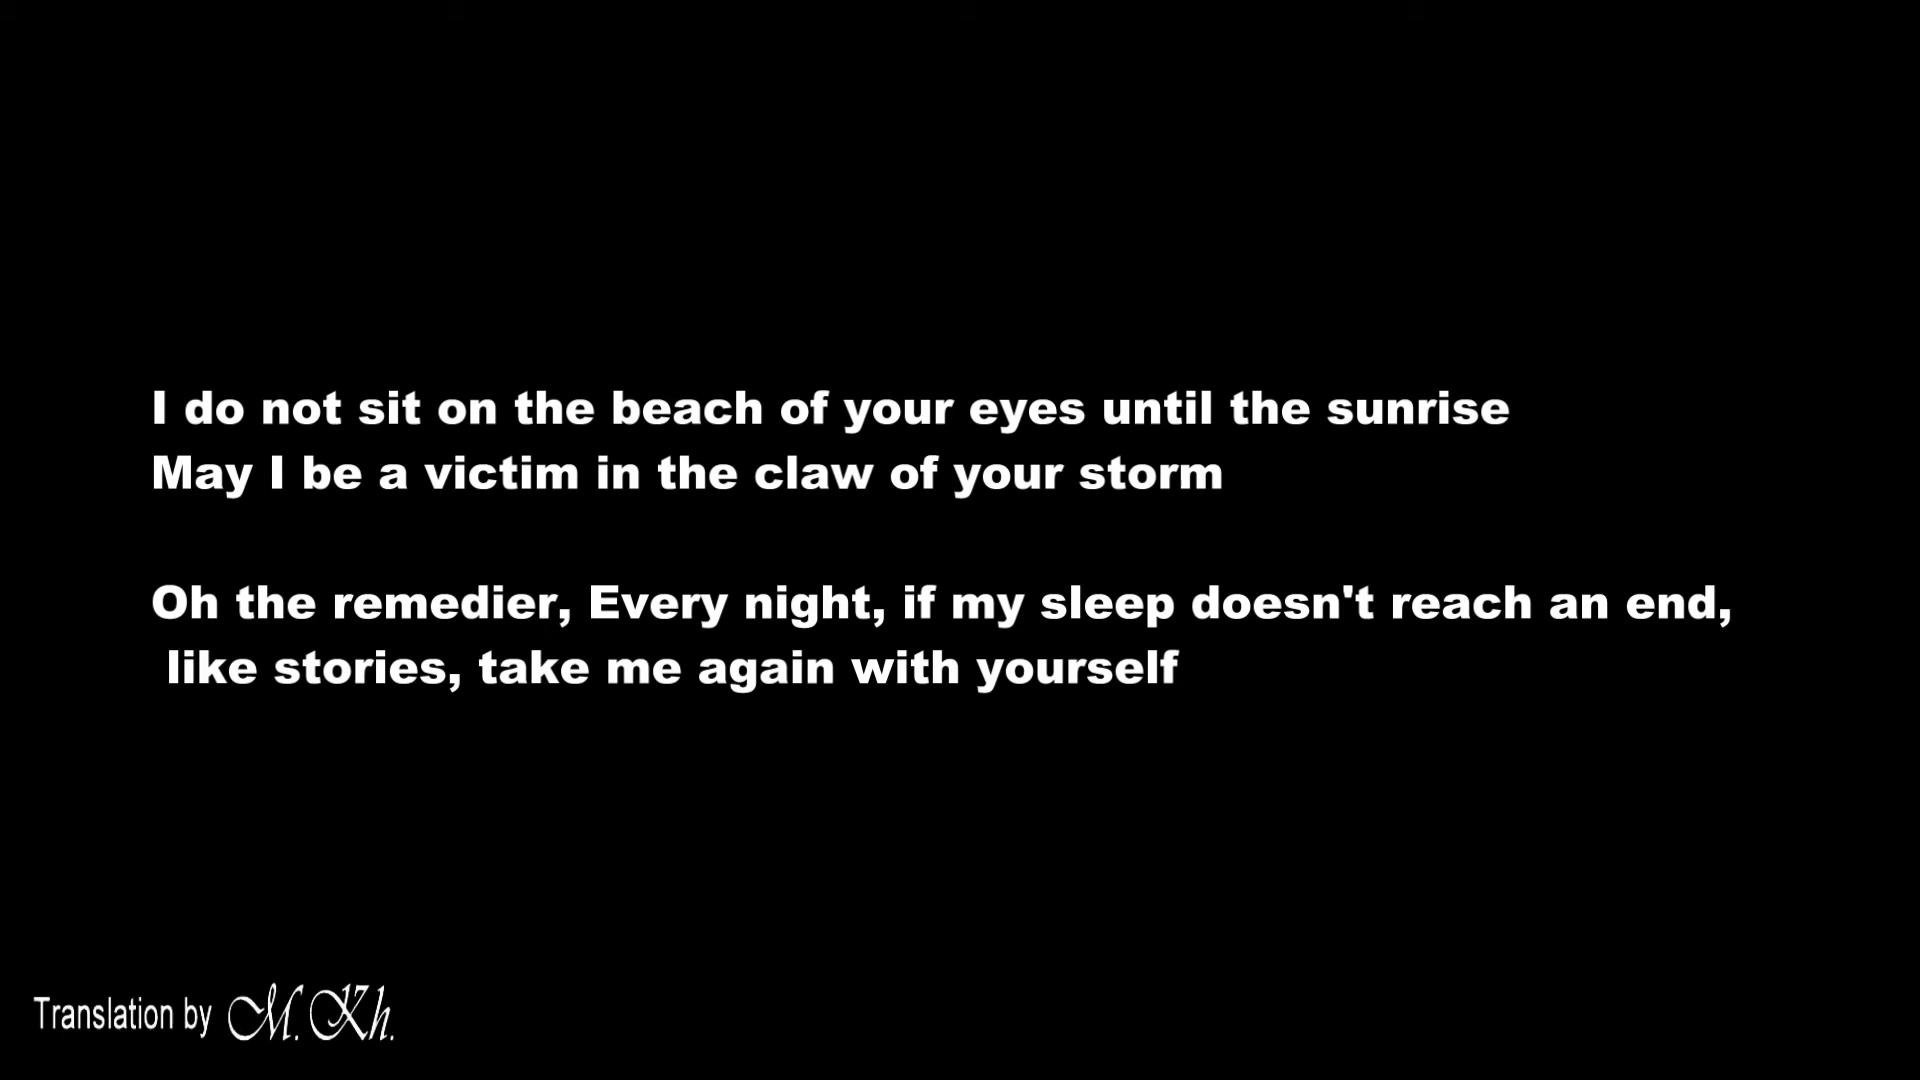 I do not sit on the beach of your eyes until the sunrise
May I be a victim in the claw of your storm
Oh the remedier, Every night, if my sleep doesn't reach an end,
like stories, take me again with yourself
Translation by M. Kh.